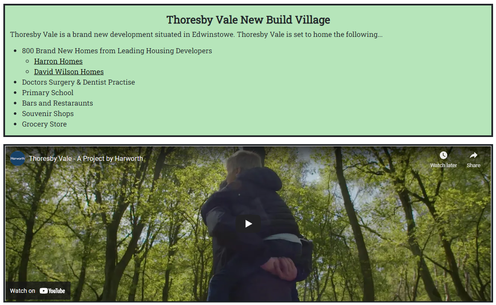 Thoresby Vale New Build Village
Thoresby Vale is a brand new development situated in Edwinstowe. Thoresby Vale is set to home the following...
800 Brand New Homes from Leading Housing Developers
Harron Homes
David Wilson Homes
Doctors Surgery & Dentist Practise
Primary School
Bars and Restaraunts
Souvenir Shops
Grocery Store
Harworth
Thoresby Vale - A Project by Harworth
Watch later
Share
Watch on YouTube